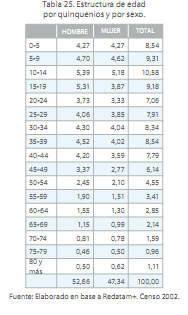 Tabla 25. Estructura de edad
por quinquenios y por sexo.
HOMBRE MUJER TOTAL
0-5 4,27 4,27 8,54
5-9 4,70 4,62 9,31
10-14 5,39 5,18 10,58
15-19 5,31 3,87 9,18
20-24 3,73 3,33 7,06
25-29 4,06 3,85 7,91
30-34 4,30 4,04 8,34
35-39 4,52 4,02 8,54
40-44 4,20 3,59 7,79
45-49 3,37 2,77 6,14
50-54 2,45 2,10 4,55
55-59 1,90 1,51 3,41
60-64 1,55 1,30 2,85
65-69 1,15 0,99 2,14
70-74 0,81 0,78 1,59
75-79 0,46 0,50 0,96
80 y
más 0,50 0,62 1,11
52,66 47,34 100,00
Fuente: Elaborado en base a Redatam+. Censo 2002.